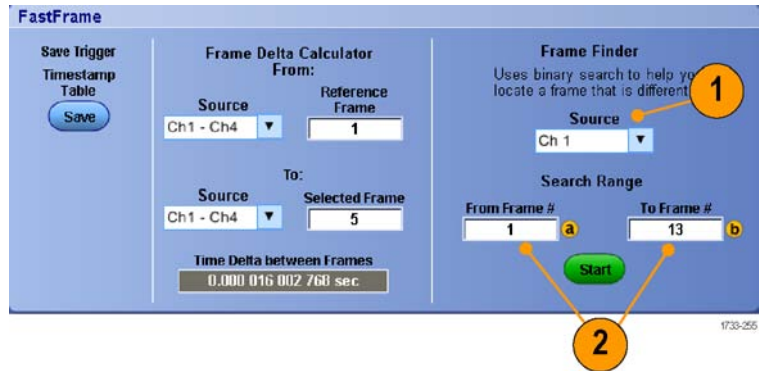 FastFrame
Save Trigger
Timestamp
Table
Save
Frame Delta Calculator
From:
Source
Reference
Frame
Ch1 - Ch4
1
To:
Source
Selected Frame
Ch1 - Ch4
5
Time Delta between Frames
0.000 016 002 768 sec
Frame Finder
Uses binary search to help
locate a frame that is different
1
Source
Ch 1
Search Range
From Frame #
To Frame #
1
a
13
b
Start
2
1733-255